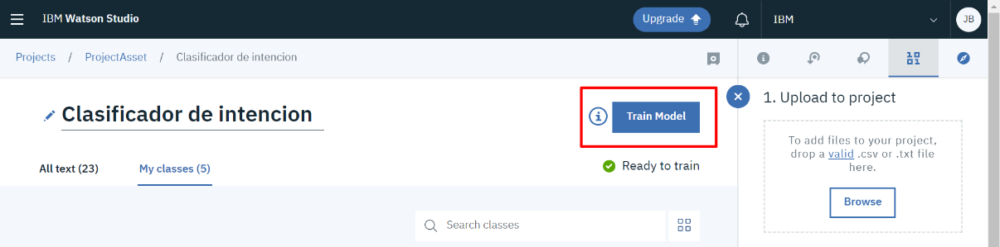 IBM Watson Studio
Upgrade
IBM
JB
Projects / ProjectAsset / Clasificador de intencion
Clasificador de intencion
Train Model
All text (23)
My classes (5)
Ready to train
Search classes
1. Upload to project
To add files to your project,
drop a valid .csv or .txt file
here.
Browse